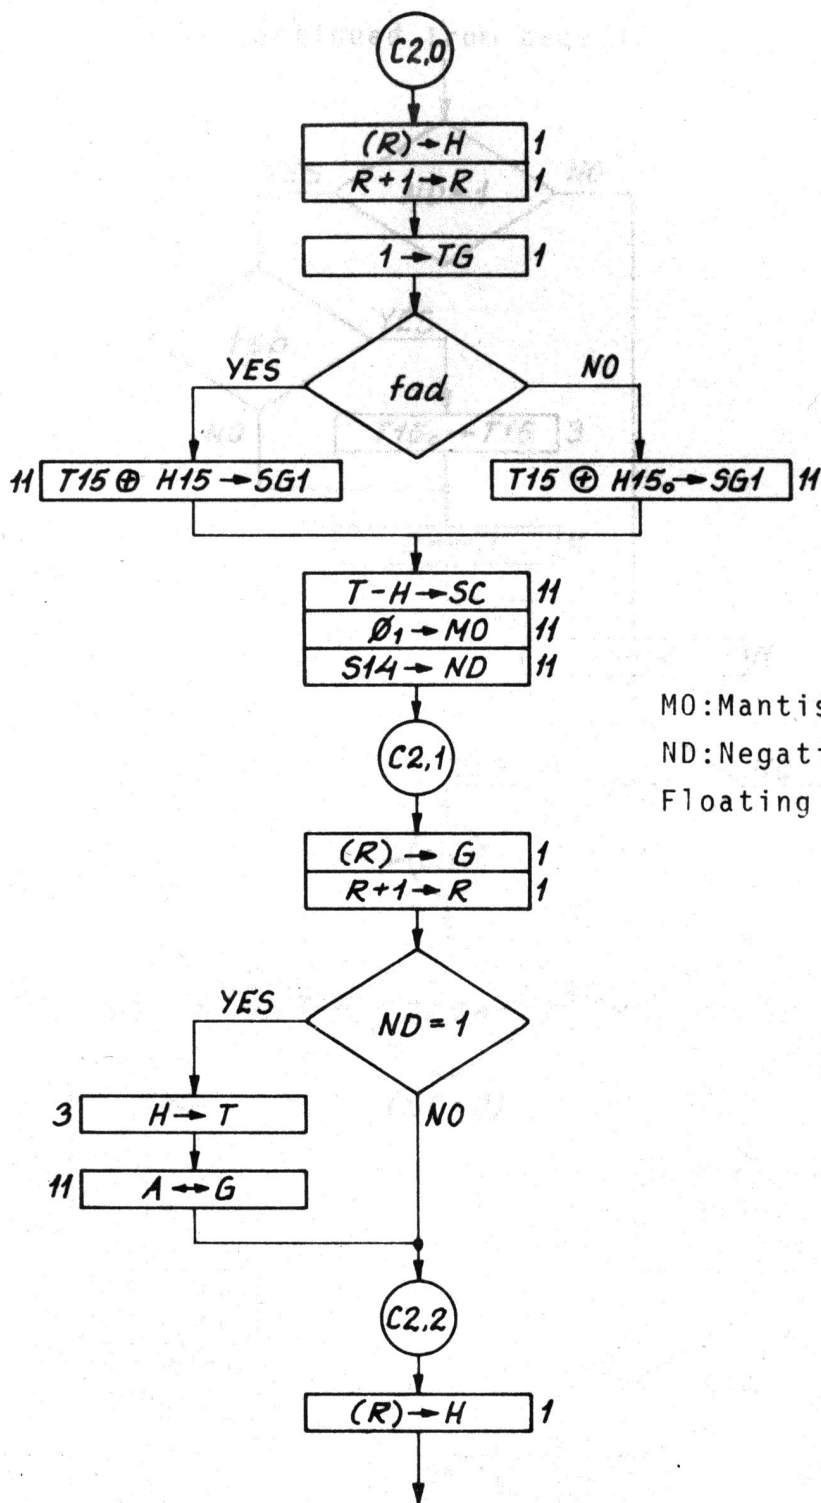 C2,0
(R)→H 1
R+1→R 1
1→TG 1
fad
YES
NO
11 T15 ⊕ H15→SG1
T15 ⊕ H15₀→SG1 11
T-H→SC 11
Ø₁→MO 11
S14→ND 11
C2,1
MO:Mantis
ND:Negati
Floating
(R)→G 1
R+1→R 1
ND=1
YES
NO
3 H→T
11 A↔G
C2,2
(R)→H 1